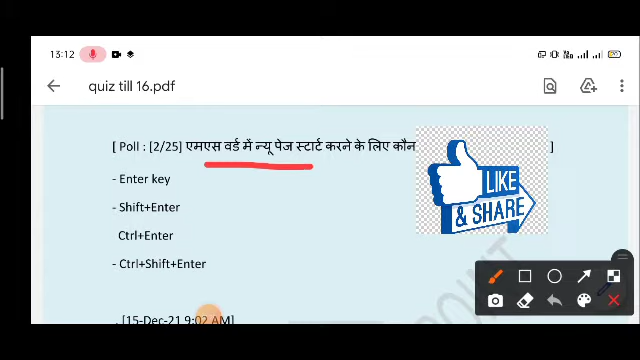 13:12
quiz till 16.pdf
[ Poll : [2/25] एमएस वर्ड में न्यू पेज स्टार्ट करने के लिए कौन ]
- Enter key
- Shift+Enter
Ctrl+Enter
- Ctrl+Shift+Enter
LIKE
& SHARE
, [15-Dec-21 9:02 AM]
POINT